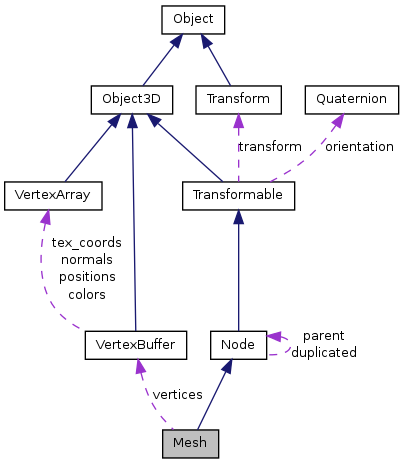 Object
Object3D
Transform
Quaternion
transform
orientation
VertexArray
Transformable
tex_coords
normals
positions
colors
VertexBuffer
Node
parent
duplicated
vertices
Mesh